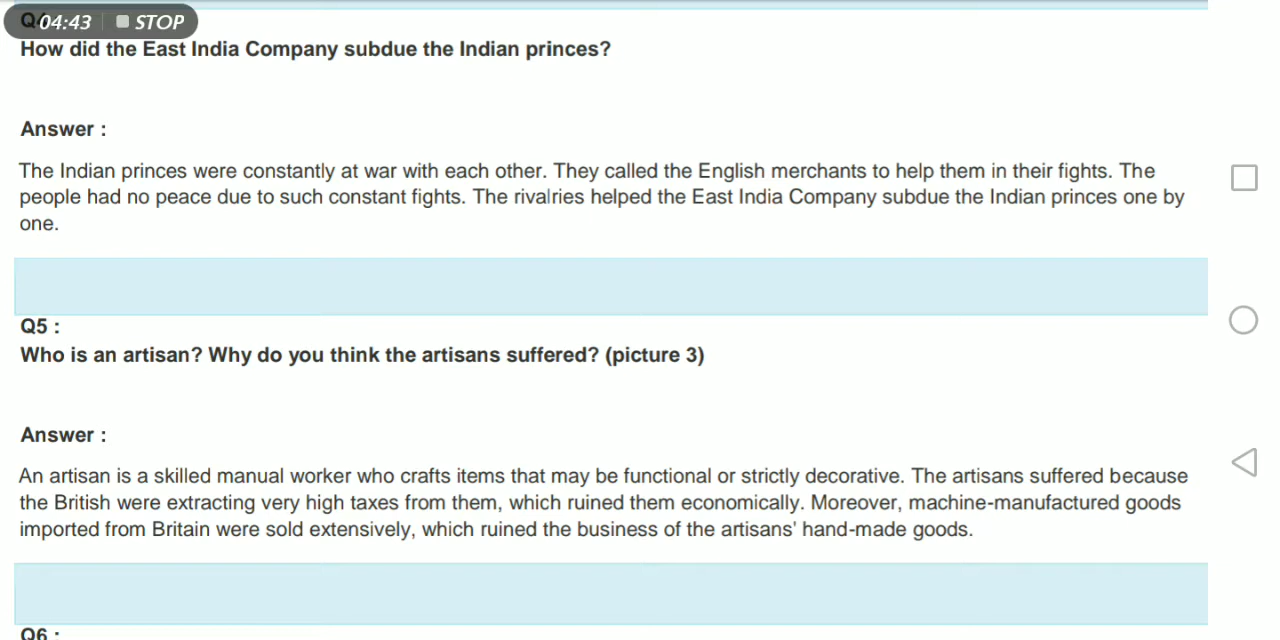 Q4
04:43 STOP
How did the East India Company subdue the Indian princes?
Answer :
The Indian princes were constantly at war with each other. They called the English merchants to help them in their fights. The
people had no peace due to such constant fights. The rivalries helped the East India Company subdue the Indian princes one by
one.
Q5 :
Who is an artisan? Why do you think the artisans suffered? (picture 3)
Answer :
An artisan is a skilled manual worker who crafts items that may be functional or strictly decorative. The artisans suffered because
the British were extracting very high taxes from them, which ruined them economically. Moreover, machine-manufactured goods
imported from Britain were sold extensively, which ruined the business of the artisans' hand-made goods.
Q6 :